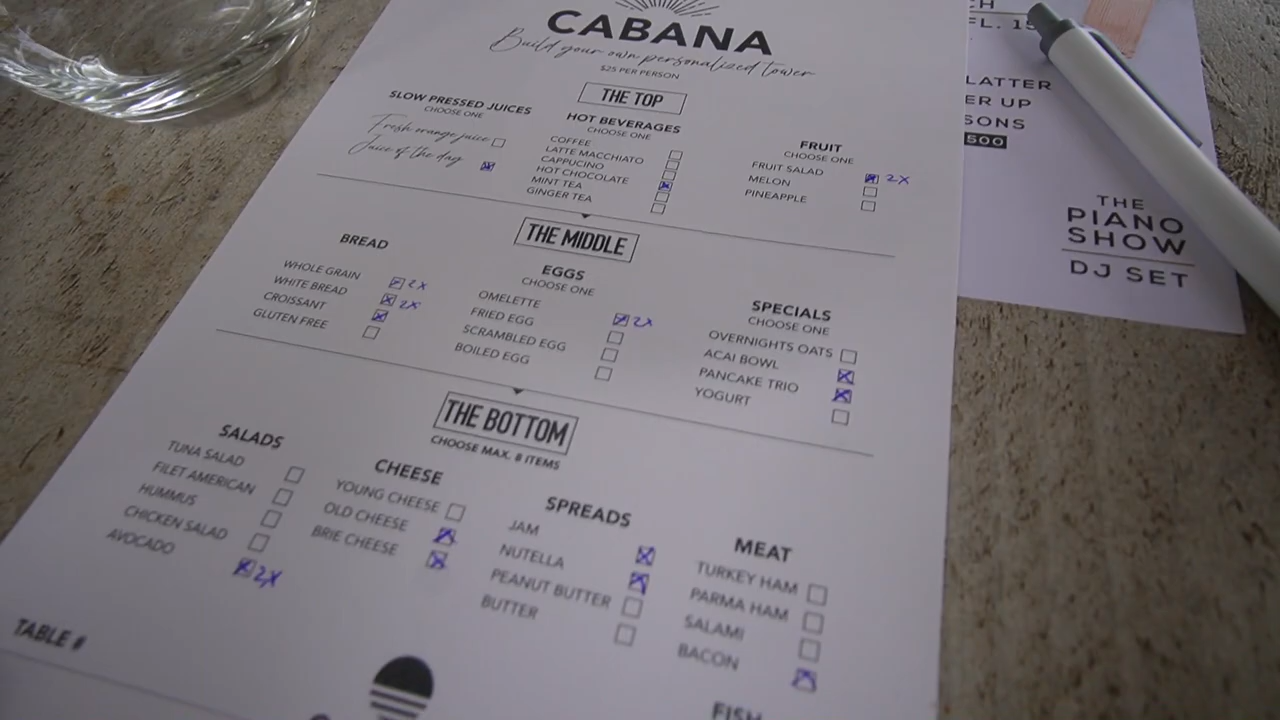 CABANA
Build your own personalized tower
$25 PER PERSON
THE TOP
SLOW PRESSED JUICES
CHOOSE ONE
Fresh orange juice
Juice of the day
HOT BEVERAGES
CHOOSE ONE
COFFEE
LATTE MACCHIATO
CAPPUCINO
HOT CHOCOLATE
MINT TEA
GINGER TEA
FRUIT
CHOOSE ONE
FRUIT SALAD 2X
MELON
PINEAPPLE
THE MIDDLE
BREAD
WHOLE GRAIN 2X
WHITE BREAD 2X
CROISSANT
GLUTEN FREE
EGGS
CHOOSE ONE
OMELETTE 2X
FRIED EGG
SCRAMBLED EGG
BOILED EGG
SPECIALS
CHOOSE ONE
OVERNIGHTS OATS
ACAI BOWL
PANCAKE TRIO
YOGURT
THE BOTTOM
CHOOSE MAX. 8 ITEMS
SALADS
TUNA SALAD
FILET AMERICAN
HUMMUS
CHICKEN SALAD
AVOCADO 2X
CHEESE
YOUNG CHEESE
OLD CHEESE
BRIE CHEESE
SPREADS
JAM
NUTELLA
PEANUT BUTTER
BUTTER
MEAT
TURKEY HAM
PARMA HAM
SALAMI
BACON
FISH
TABLE #
CH
FL. 15
LATTER
ER UP
SONS
500
THE
PIANO
SHOW
DJ SET